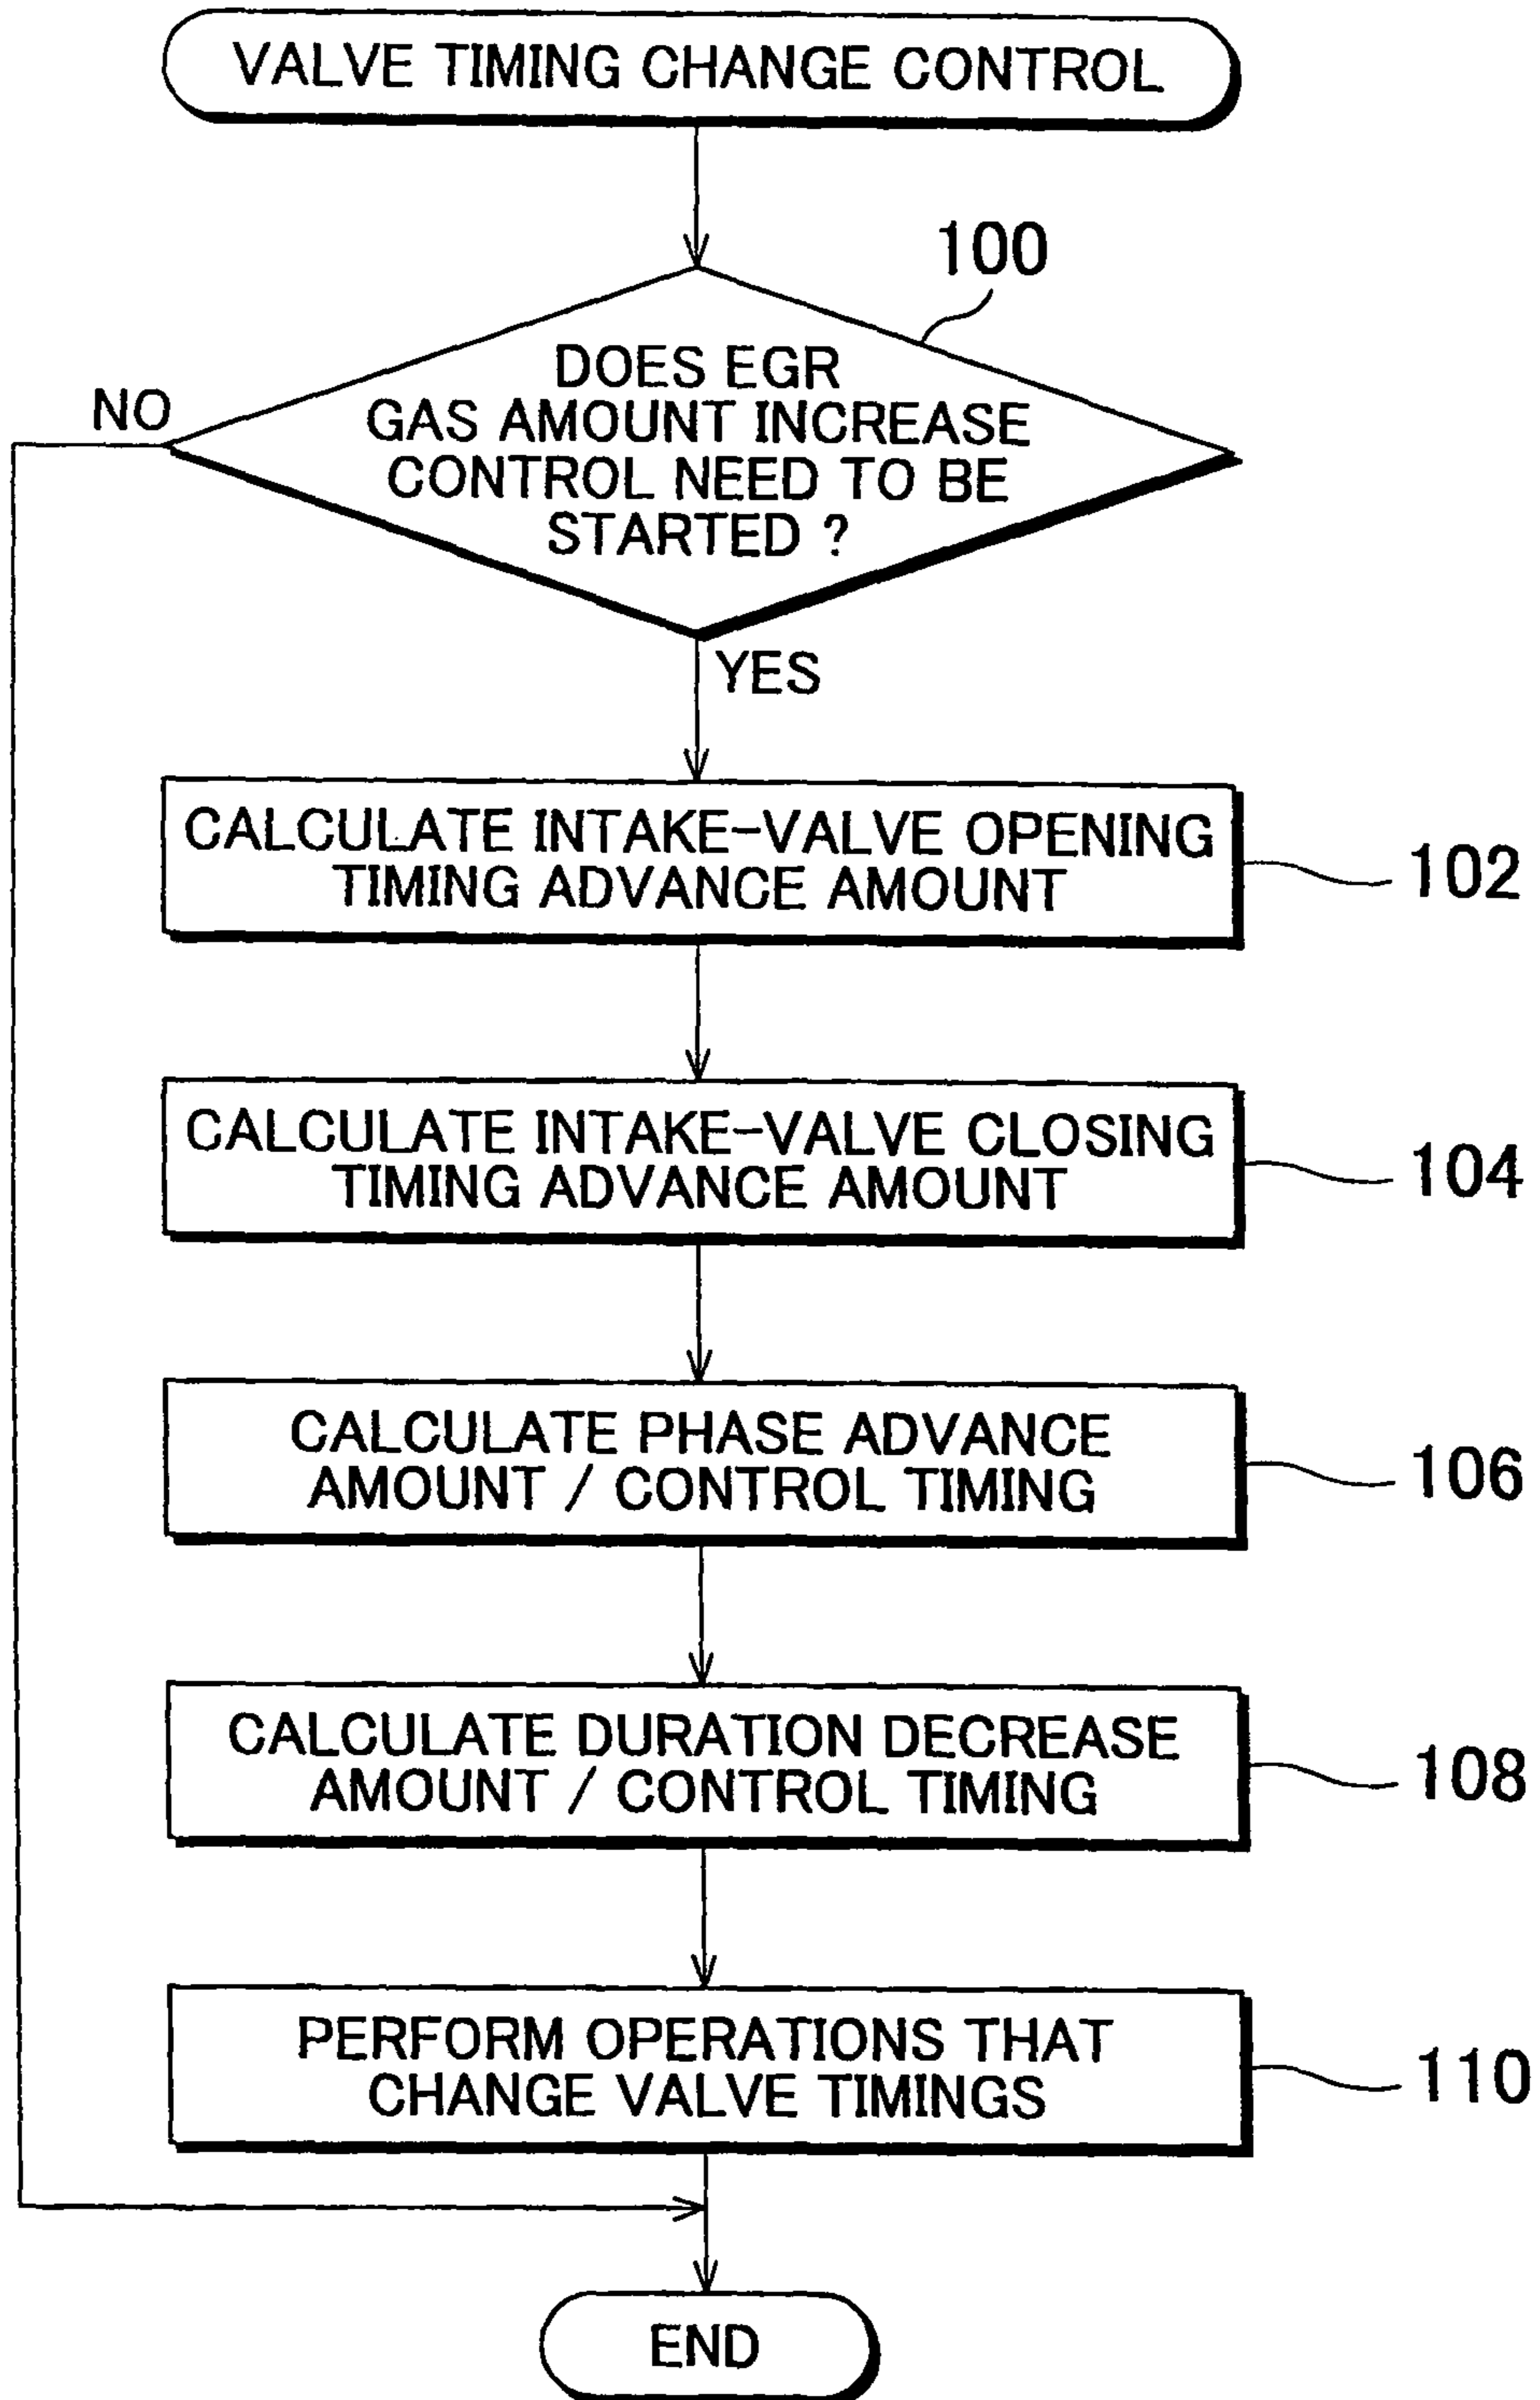 VALVE TIMING CHANGE CONTROL
100
DOES EGR
GAS AMOUNT INCREASE
CONTROL NEED TO BE
STARTED ?
NO
YES
CALCULATE INTAKE-VALVE OPENING
TIMING ADVANCE AMOUNT
102
CALCULATE INTAKE-VALVE CLOSING
TIMING ADVANCE AMOUNT
104
CALCULATE PHASE ADVANCE
AMOUNT / CONTROL TIMING
106
CALCULATE DURATION DECREASE
AMOUNT / CONTROL TIMING
108
PERFORM OPERATIONS THAT
CHANGE VALVE TIMINGS
110
END